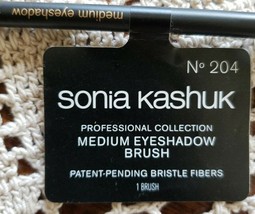 medium eyeshadow
Nº 204
sonia kashuk
PROFESSIONAL COLLECTION
MEDIUM EYESHADOW
BRUSH
PATENT-PENDING BRISTLE FIBERS
1 BRUSH